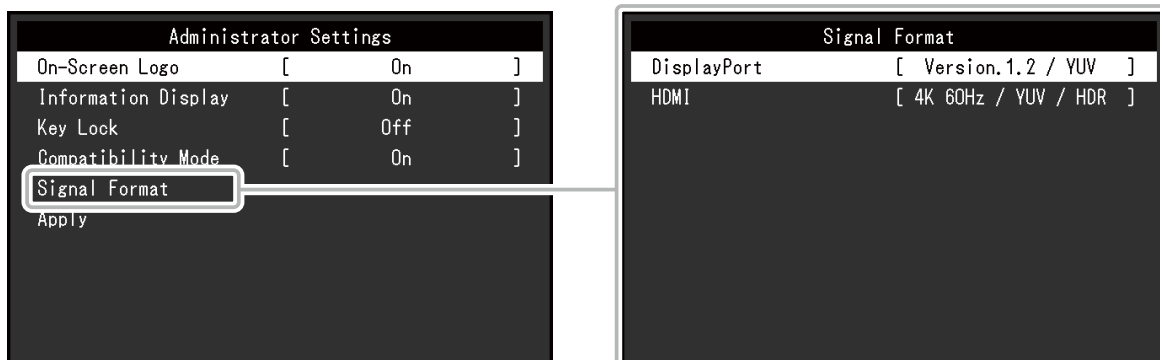 Administrator Settings
On-Screen Logo [ On ]
Information Display [ On ]
Key Lock [ Off ]
Compatibility Mode [ On ]
Signal Format
Apply
Signal Format
DisplayPort [ Version.1.2 / YUV ]
HDMI [ 4K 60Hz / YUV / HDR ]